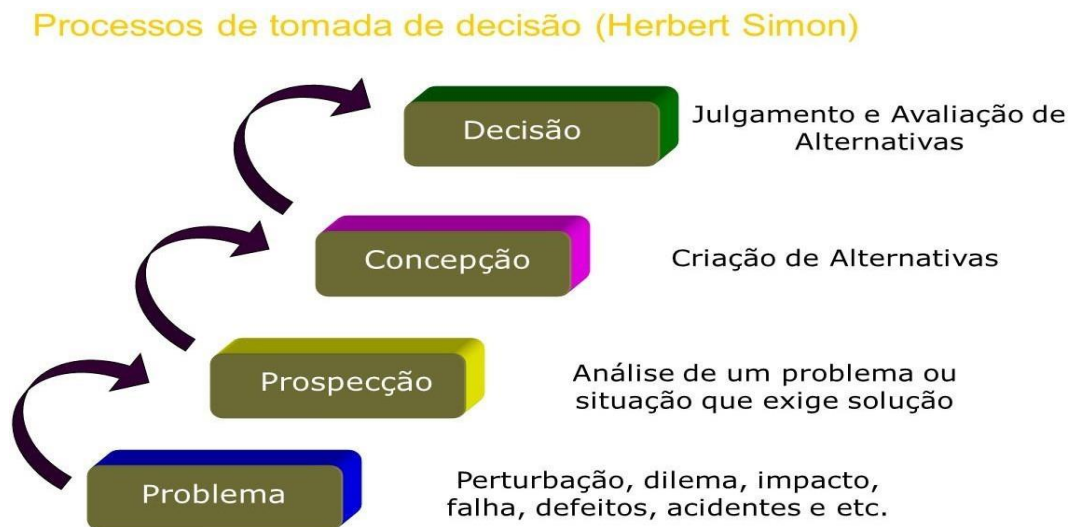 Processos de tomada de decisão (Herbert Simon)
Decisão
Julgamento e Avaliação de
Alternativas
Concepção
Criação de Alternativas
Prospecção
Análise de um problema ou
situação que exige solução
Problema
Perturbação, dilema, impacto,
falha, defeitos, acidentes e etc.